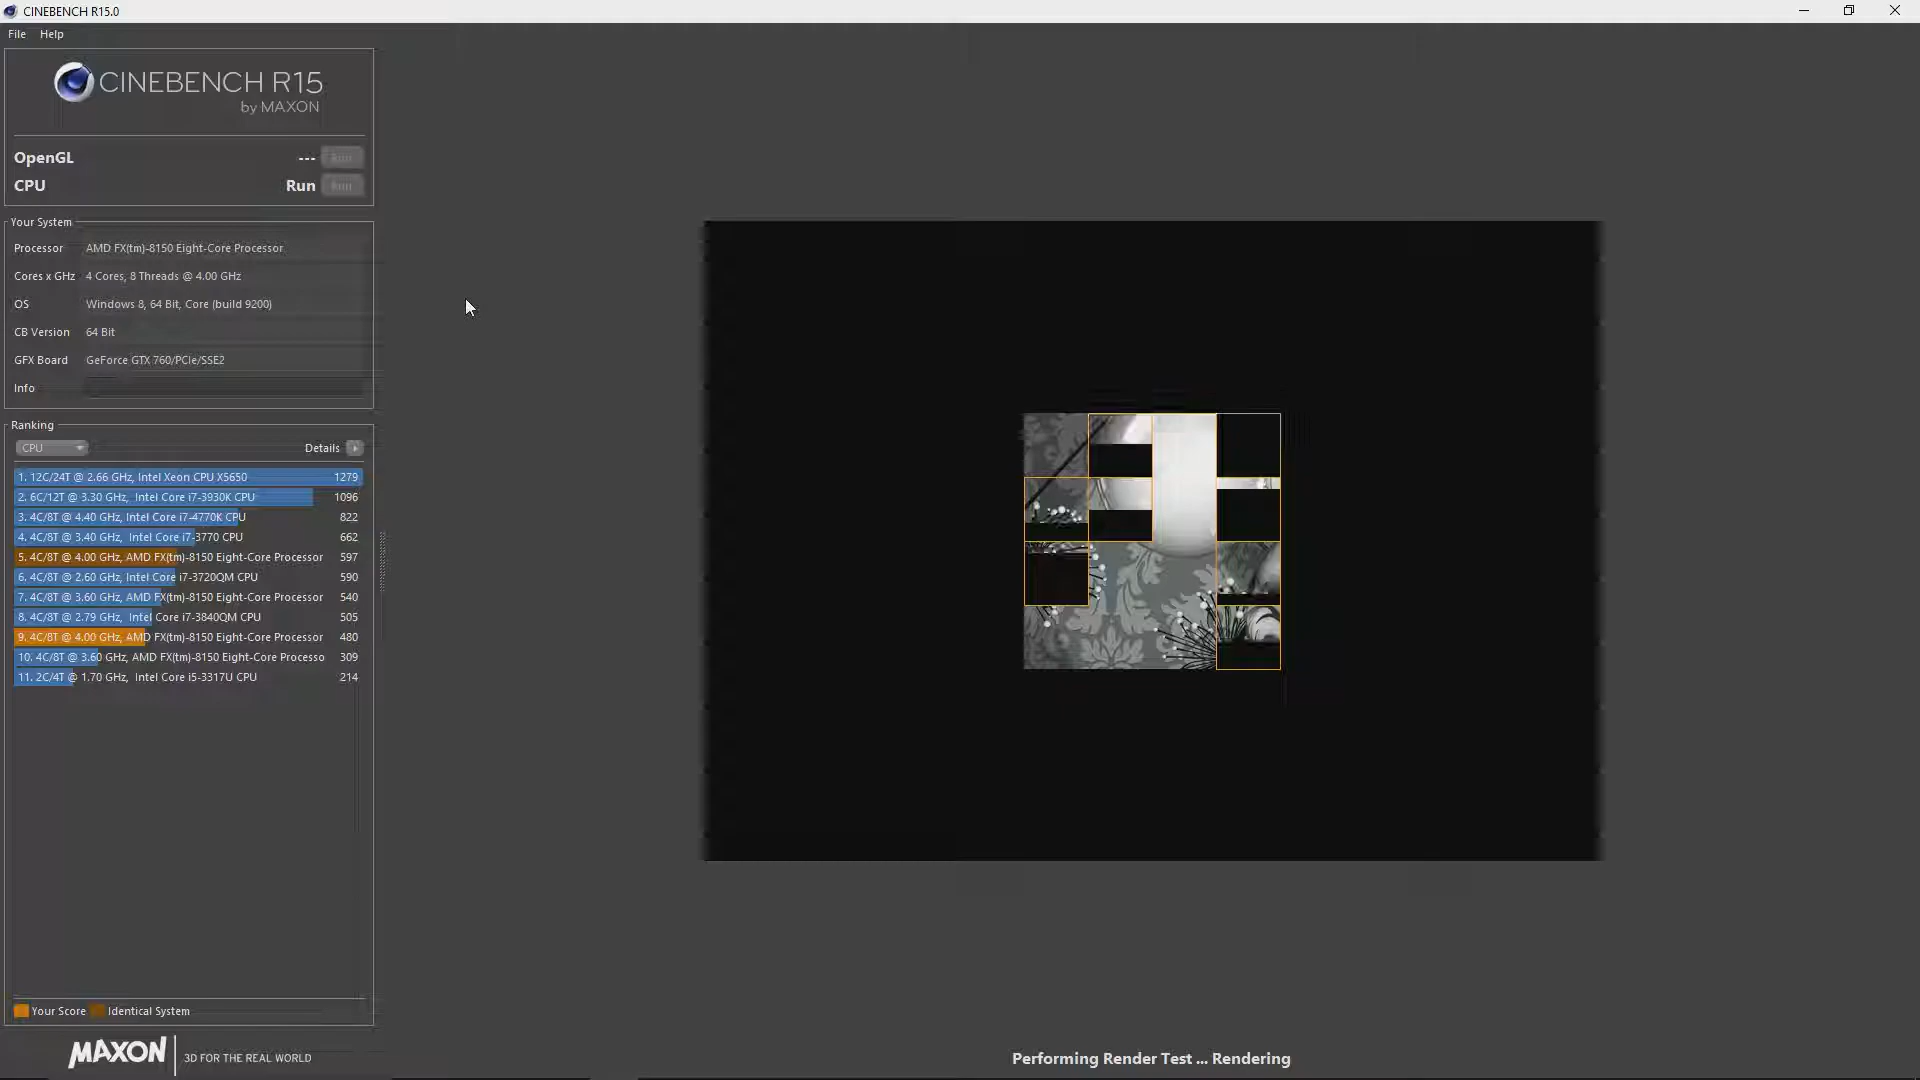 CINEBENCH R15.0
File Help
CINEBENCH R15
by MAXON
OpenGL --- Run
CPU Run Run
Your System
Processor AMD FX(tm)-8150 Eight-Core Processor
Cores x GHz 4 Cores, 8 Threads @ 4.00 GHz
OS Windows 8, 64 Bit, Core (build 9200)
CB Version 64 Bit
GFX Board GeForce GTX 760/PCIe/SSE2
Info
Ranking
CPU Details
1. 12C/24T @ 2.66 GHz, Intel Xeon CPU X5650 1279
2. 6C/12T @ 3.30 GHz, Intel Core i7-3930K CPU 1096
3. 4C/8T @ 4.40 GHz, Intel Core i7-4770K CPU 822
4. 4C/8T @ 3.40 GHz, Intel Core i7-3770 CPU 662
5. 4C/8T @ 4.00 GHz, AMD FX(tm)-8150 Eight-Core Processor 597
6. 4C/8T @ 2.60 GHz, Intel Core i7-3720QM CPU 590
7. 4C/8T @ 3.60 GHz, AMD FX(tm)-8150 Eight-Core Processor 540
8. 4C/8T @ 2.79 GHz, Intel Core i7-3840QM CPU 505
9. 4C/8T @ 4.00 GHz, AMD FX(tm)-8150 Eight-Core Processor 480
10. 4C/8T @ 3.60 GHz, AMD FX(tm)-8150 Eight-Core Processo 309
11. 2C/4T @ 1.70 GHz, Intel Core i5-3317U CPU 214
Your Score Identical System
MAXON 3D FOR THE REAL WORLD
Performing Render Test ... Rendering